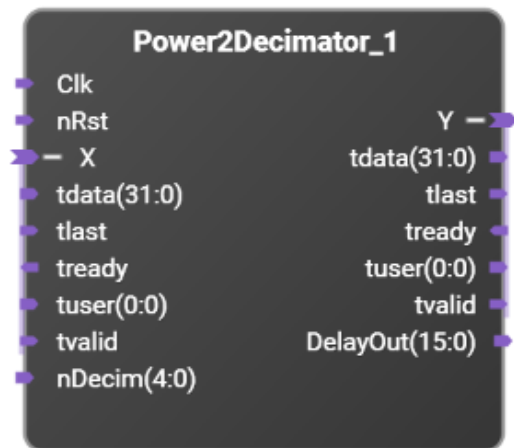 Power2Decimator_1
Clk
nRst
Y
X
tdata(31:0)
tdata(31:0)
tlast
tlast
tready
tready
tuser(0:0)
tuser(0:0)
tvalid
tvalid
DelayOut(15:0)
nDecim(4:0)